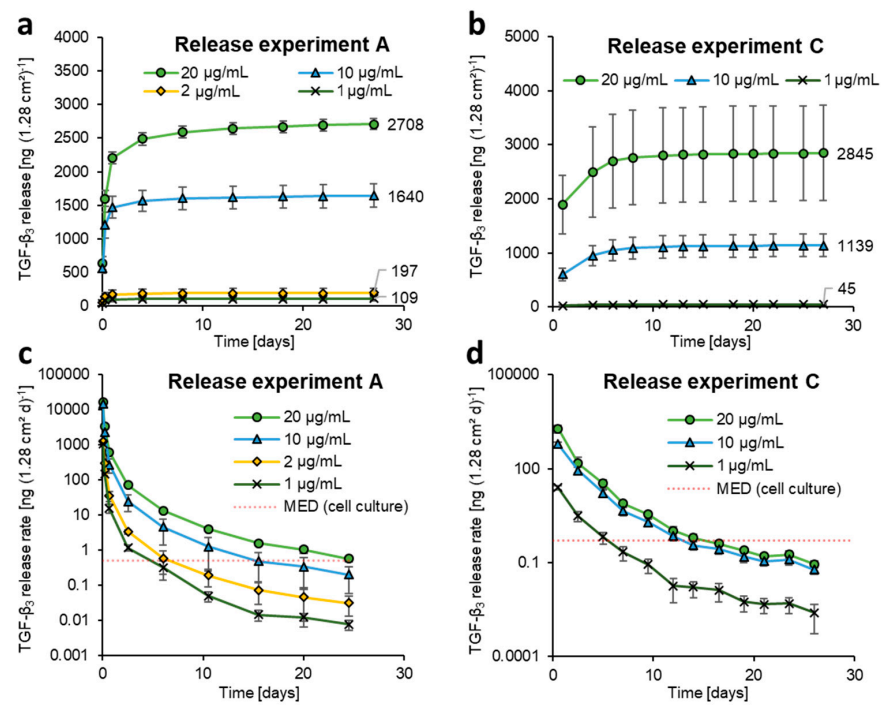 a
Release experiment A
20 µg/mL
10 µg/mL
2 µg/mL
1 µg/mL
TGF-β₃ release [ng (1.28 cm²)⁻¹]
4000
3500
3000
2500
2000
1500
1000
500
0
2708
1640
197
109
0
10
20
30
Time [days]
b
Release experiment C
20 µg/mL
10 µg/mL
1 µg/mL
TGF-β₃ release [ng (1.28 cm²)⁻¹]
5000
4000
3000
2000
1000
0
2845
1139
45
0
10
20
30
Time [days]
c
Release experiment A
20 µg/mL
10 µg/mL
2 µg/mL
1 µg/mL
MED (cell culture)
TGF-β₃ release rate [ng (1.28 cm² d)⁻¹]
100000
10000
1000
100
10
1
0.1
0.01
0.001
0
10
20
30
Time [days]
d
Release experiment C
20 µg/mL
10 µg/mL
1 µg/mL
MED (cell culture)
TGF-β₃ release rate [ng (1.28 cm² d)⁻¹]
100000
100
0.1
0.0001
0
10
20
30
Time [days]